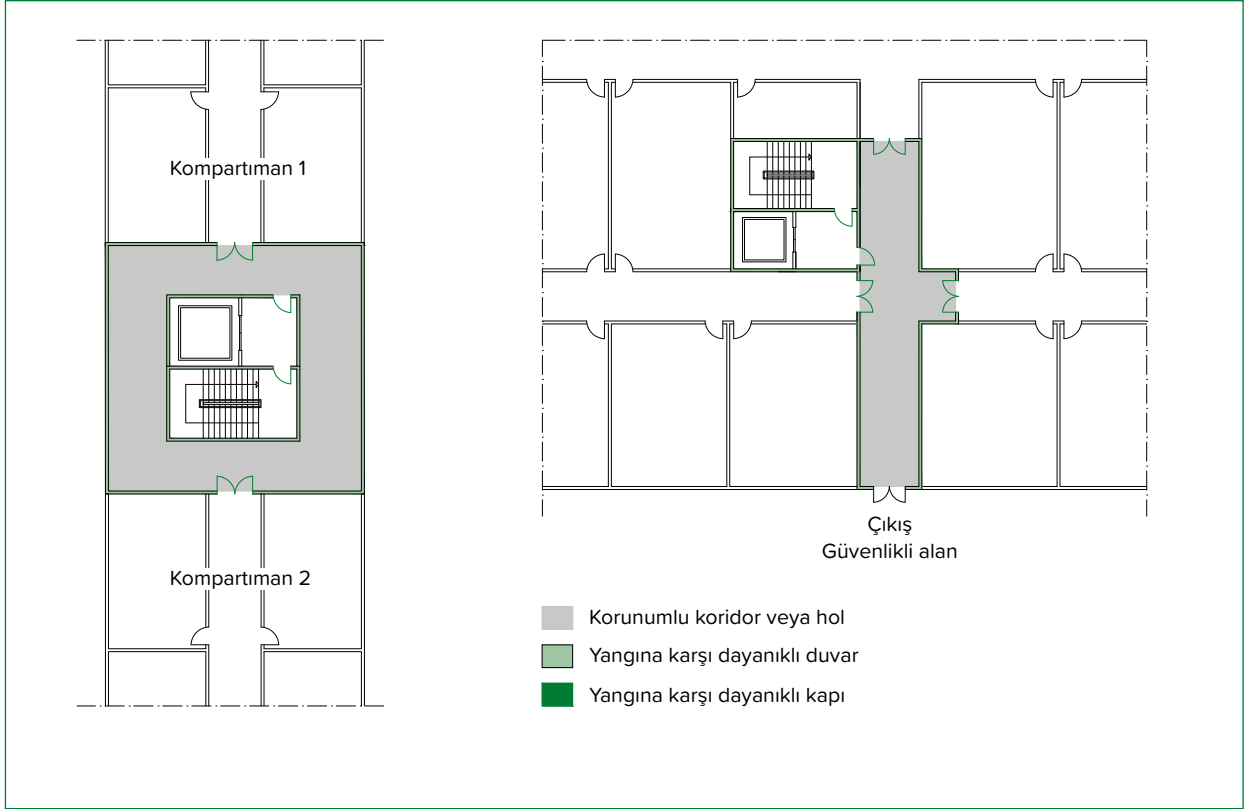 Kompartıman 1
Kompartıman 2
Çıkış
Güvenlikli alan
Korunumlu koridor veya hol
Yangına karşı dayanıklı duvar
Yangına karşı dayanıklı kapı